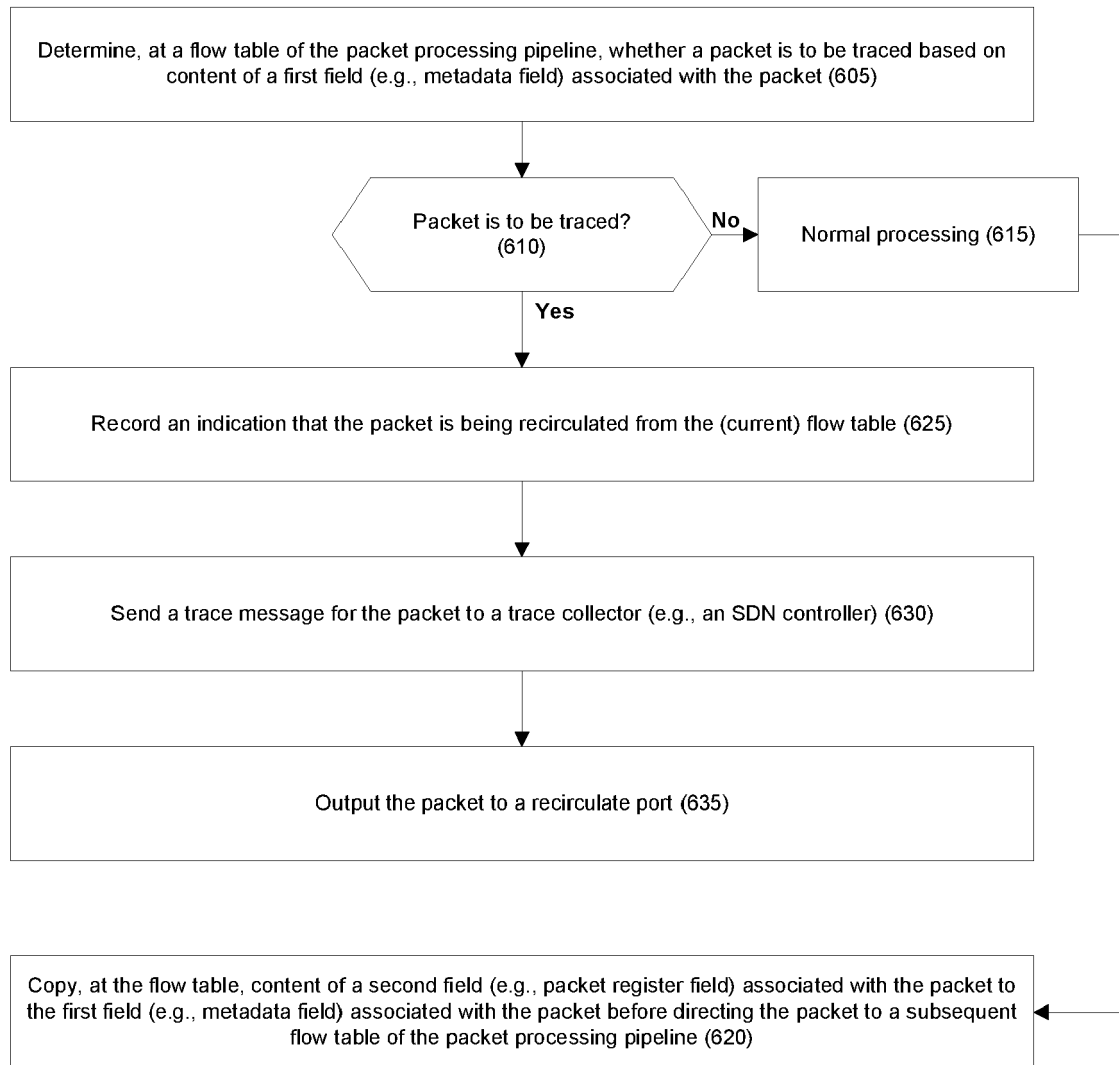 Determine, at a flow table of the packet processing pipeline, whether a packet is to be traced based on
content of a first field (e.g., metadata field) associated with the packet (605)
Packet is to be traced?
(610)
No
Normal processing (615)
Yes
Record an indication that the packet is being recirculated from the (current) flow table (625)
Send a trace message for the packet to a trace collector (e.g., an SDN controller) (630)
Output the packet to a recirculate port (635)
Copy, at the flow table, content of a second field (e.g., packet register field) associated with the packet to
the first field (e.g., metadata field) associated with the packet before directing the packet to a subsequent
flow table of the packet processing pipeline (620)